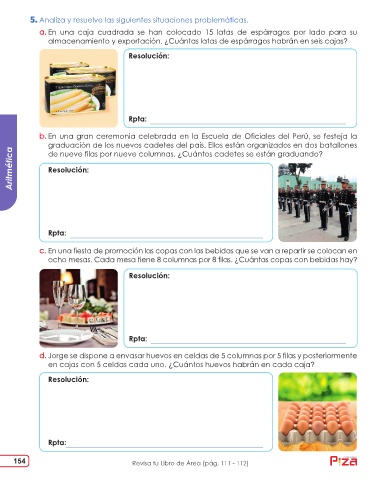 5. Analiza y resuelve las siguientes situaciones problemáticas.
a. En una caja cuadrada se han colocado 15 latas de espárragos por lado para su
almacenamiento y exportación. ¿Cuántas latas de espárragos habrán en seis cajas?
Resolución:
Rpta:
b. En una gran ceremonia celebrada en la Escuela de Oficiales del Perú, se festeja la
graduación de los nuevos cadetes del país. Ellos están organizados en dos batallones
de nueve filas por nueve columnas. ¿Cuántos cadetes se están graduando?
Resolución:
Rpta:
Aritmética
c. En una fiesta de promoción las copas con las bebidas que se van a repartir se colocan en
ocho mesas. Cada mesa tiene 8 columnas por 8 filas. ¿Cuántas copas con bebidas hay?
Resolución:
Rpta:
d. Jorge se dispone a envasar huevos en celdas de 5 columnas por 5 filas y posteriormente
en cajas con 5 celdas cada uno. ¿Cuántos huevos habrán en cada caja?
Resolución:
Rpta:
154
Revisa tu Libro de Área (pág. 111 - 112)